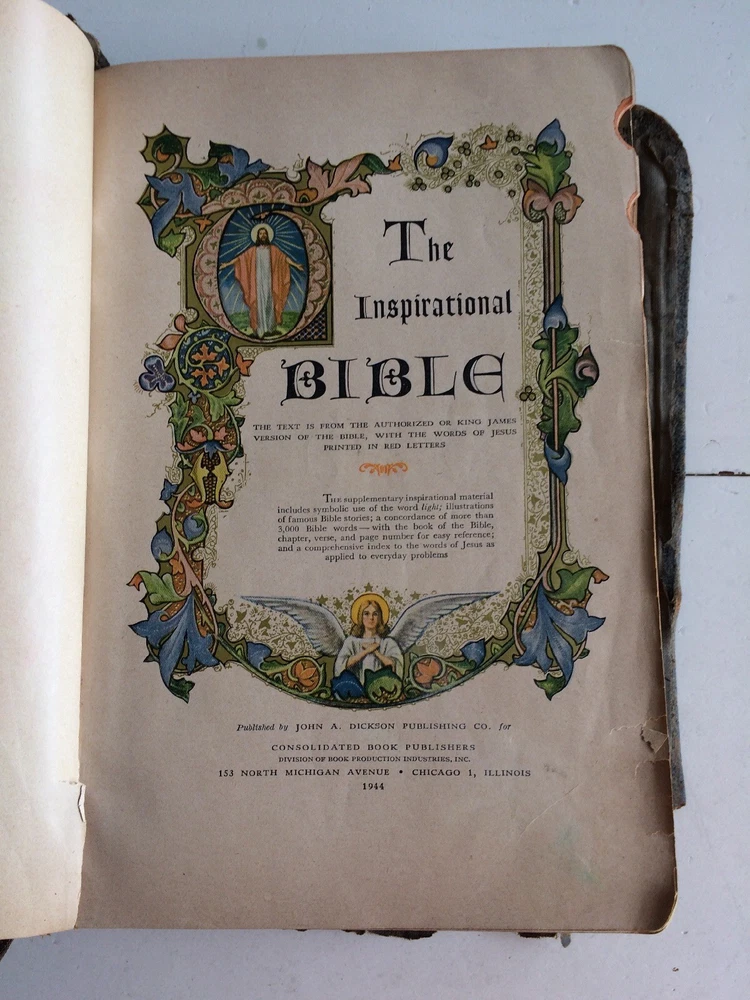 The
Inspirational
BIBLE
THE TEXT IS FROM THE AUTHORIZED OR KING JAMES
VERSION OF THE BIBLE, WITH THE WORDS OF JESUS
PRINTED IN RED LETTERS
The supplementary inspirational material
includes symbolic use of the word light; illustrations
of famous Bible stories; a concordance of more than
3,000 Bible words—with the book of the Bible,
chapter, verse, and page number for easy reference;
and a comprehensive index to the words of Jesus as
applied to everyday problems
Published by JOHN A. DICKSON PUBLISHING CO. for
CONSOLIDATED BOOK PUBLISHERS
DIVISION OF BOOK PRODUCTION INDUSTRIES, INC.
153 NORTH MICHIGAN AVENUE • CHICAGO 1, ILLINOIS
1944